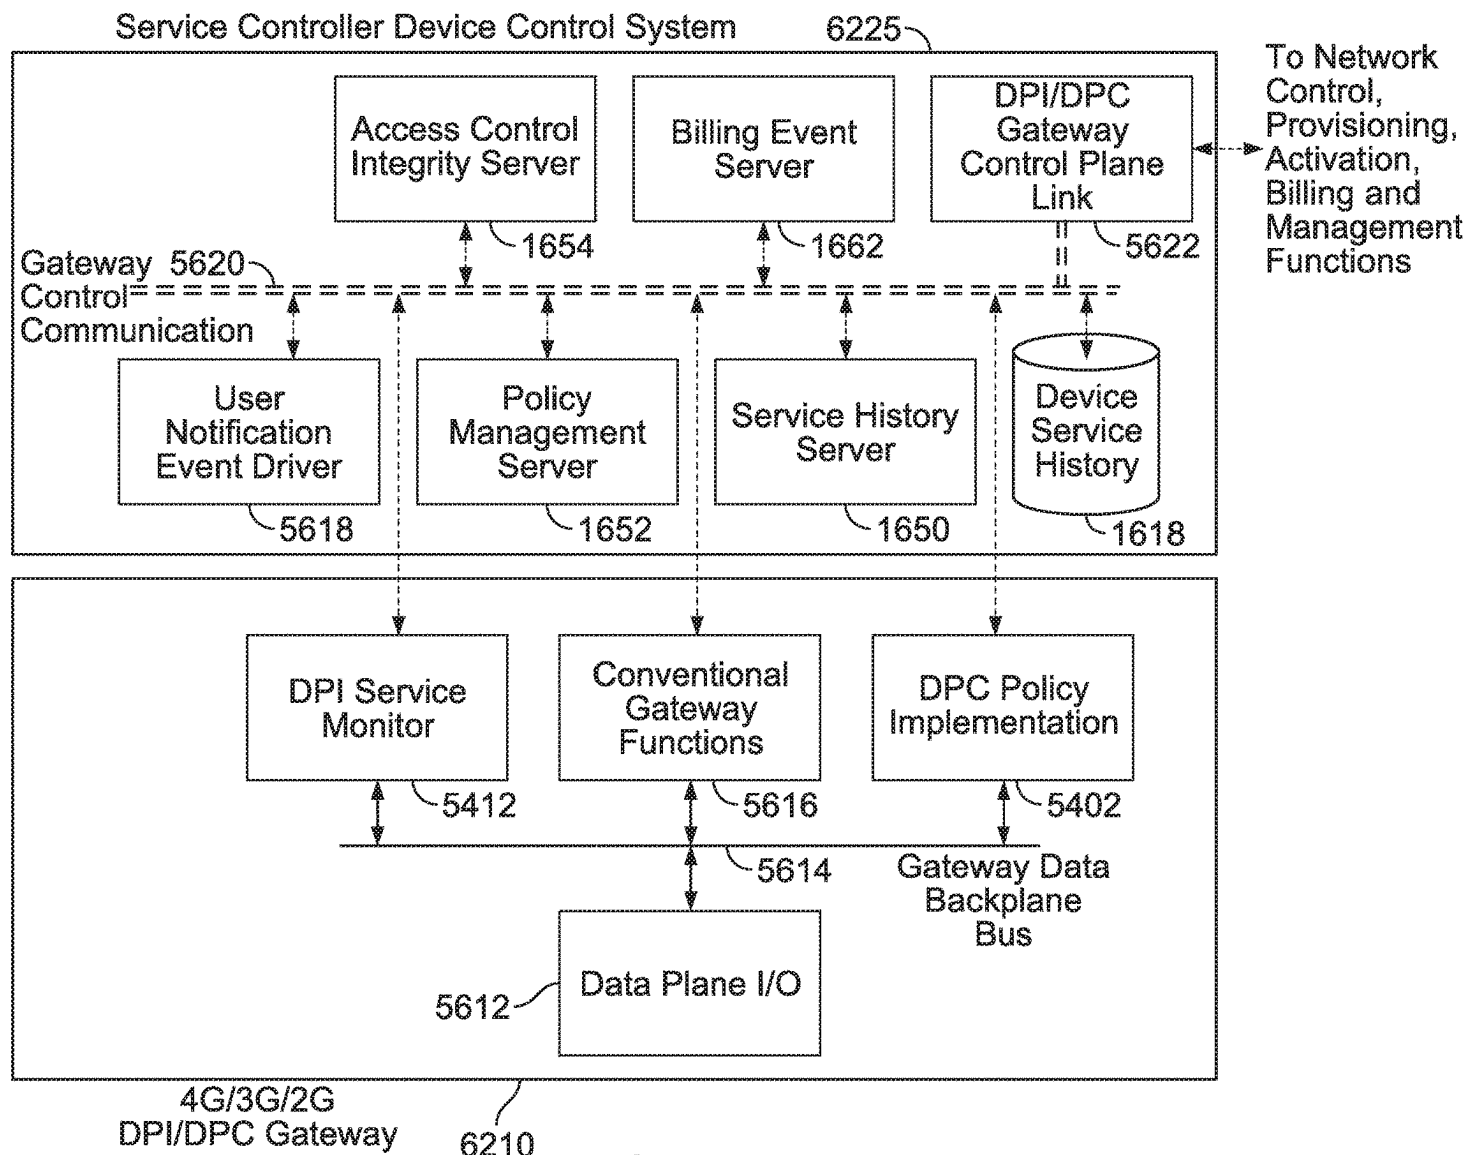 Service Controller Device Control System
6225
To Network
Control,
Provisioning,
Activation,
Billing and
Management
Functions
Access Control
Integrity Server
1654
Billing Event
Server
1662
DPI/DPC
Gateway
Control Plane
Link
5622
Gateway
Control
Communication
5620
User
Notification
Event Driver
5618
Policy
Management
Server
1652
Service History
Server
1650
Device
Service
History
1618
DPI Service
Monitor
5412
Conventional
Gateway
Functions
5616
DPC Policy
Implementation
5402
5614
Gateway Data
Backplane
Bus
Data Plane I/O
5612
4G/3G/2G
DPI/DPC Gateway
6210